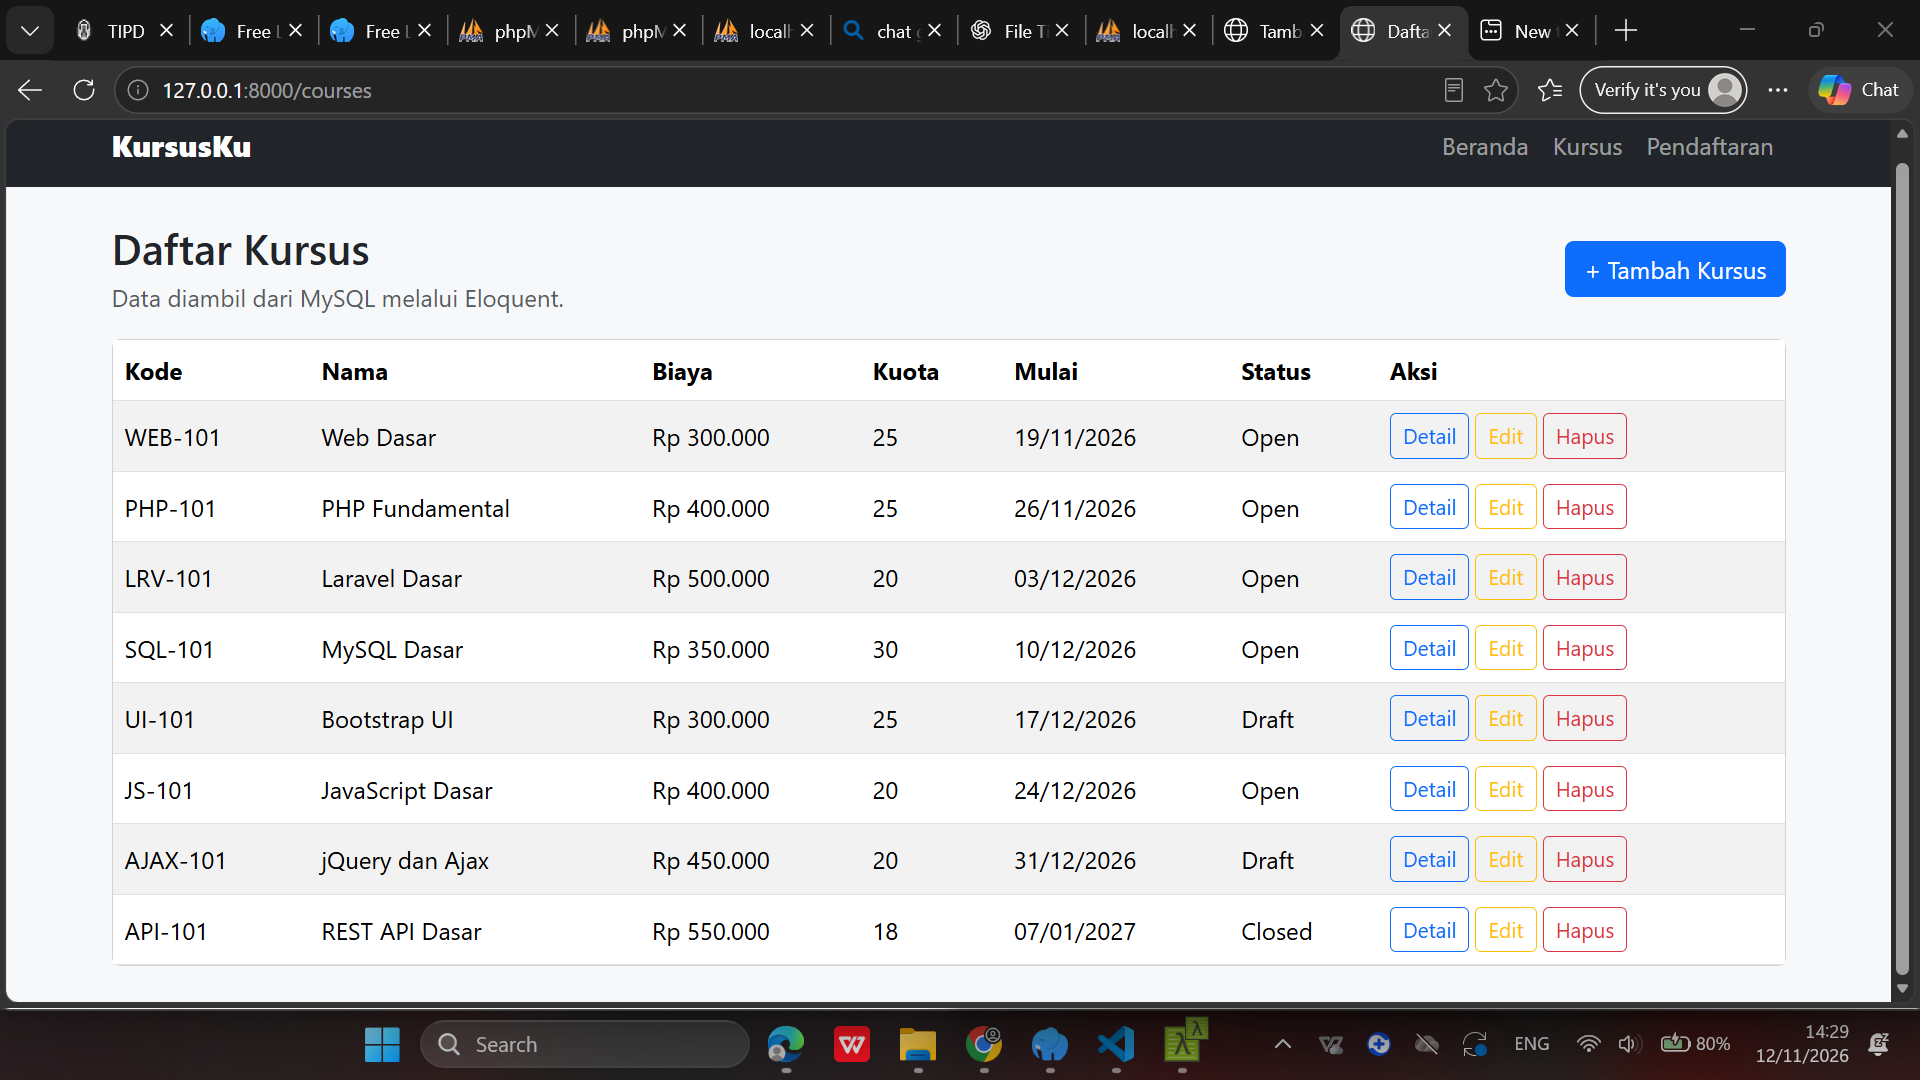 TIPD
Free L
Free L
phpM
phpM
localh
chat g
File Ti
localh
Tamb
Dafta
New t
127.0.0.1:8000/courses
Verify it's you
Chat
KursusKu
Beranda Kursus Pendaftaran
Daftar Kursus
+ Tambah Kursus
Data diambil dari MySQL melalui Eloquent.
Kode Nama Biaya Kuota Mulai Status Aksi
WEB-101 Web Dasar Rp 300.000 25 19/11/2026 Open Detail Edit Hapus
PHP-101 PHP Fundamental Rp 400.000 25 26/11/2026 Open Detail Edit Hapus
LRV-101 Laravel Dasar Rp 500.000 20 03/12/2026 Open Detail Edit Hapus
SQL-101 MySQL Dasar Rp 350.000 30 10/12/2026 Open Detail Edit Hapus
UI-101 Bootstrap UI Rp 300.000 25 17/12/2026 Draft Detail Edit Hapus
JS-101 JavaScript Dasar Rp 400.000 20 24/12/2026 Open Detail Edit Hapus
AJAX-101 jQuery dan Ajax Rp 450.000 20 31/12/2026 Draft Detail Edit Hapus
API-101 REST API Dasar Rp 550.000 18 07/01/2027 Closed Detail Edit Hapus
Search
ENG
80%
14:29
12/11/2026